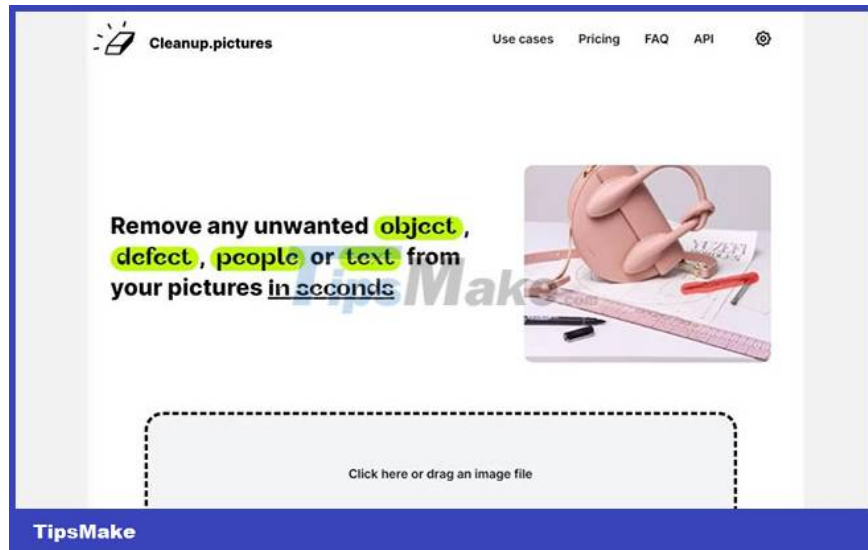 Cleanup.pictures
Use cases Pricing FAQ API
Remove any unwanted object,
defect, people or text from
your pictures in seconds
TipsMake.com
Click here or drag an image file
TipsMake